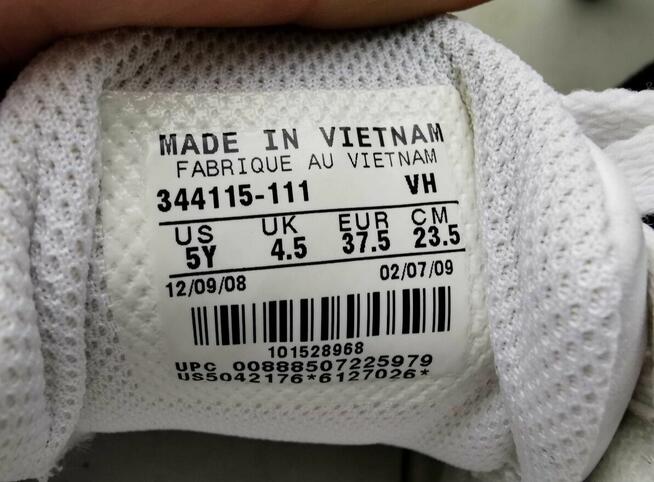 MADE IN VIETNAM
FABRIQUE AU VIETNAM
344115-111 VH
US UK EUR CM
5Y 4.5 37.5 23.5
12/09/08 02/07/09
101528968
UPC 00888507225979
US5042176*6127026*